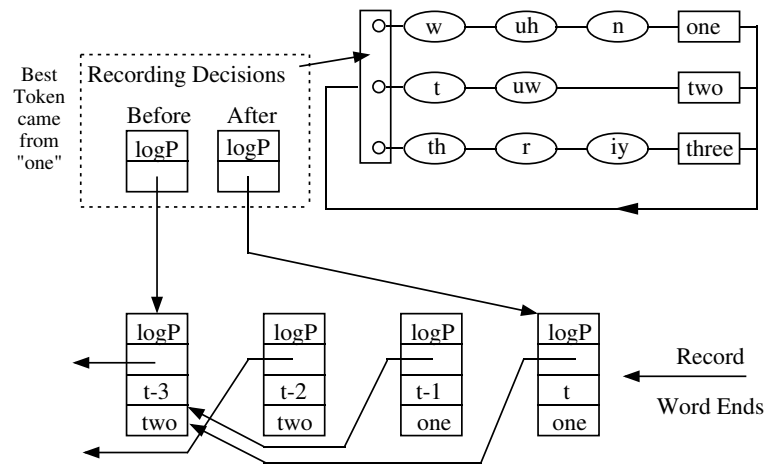 Best
Token
came
from
"one"
Recording Decisions
Before After
logP logP
w uh n one
t uw two
th r iy three
logP logP logP logP
t-3 t-2 t-1 t
two two one one
Record
Word Ends